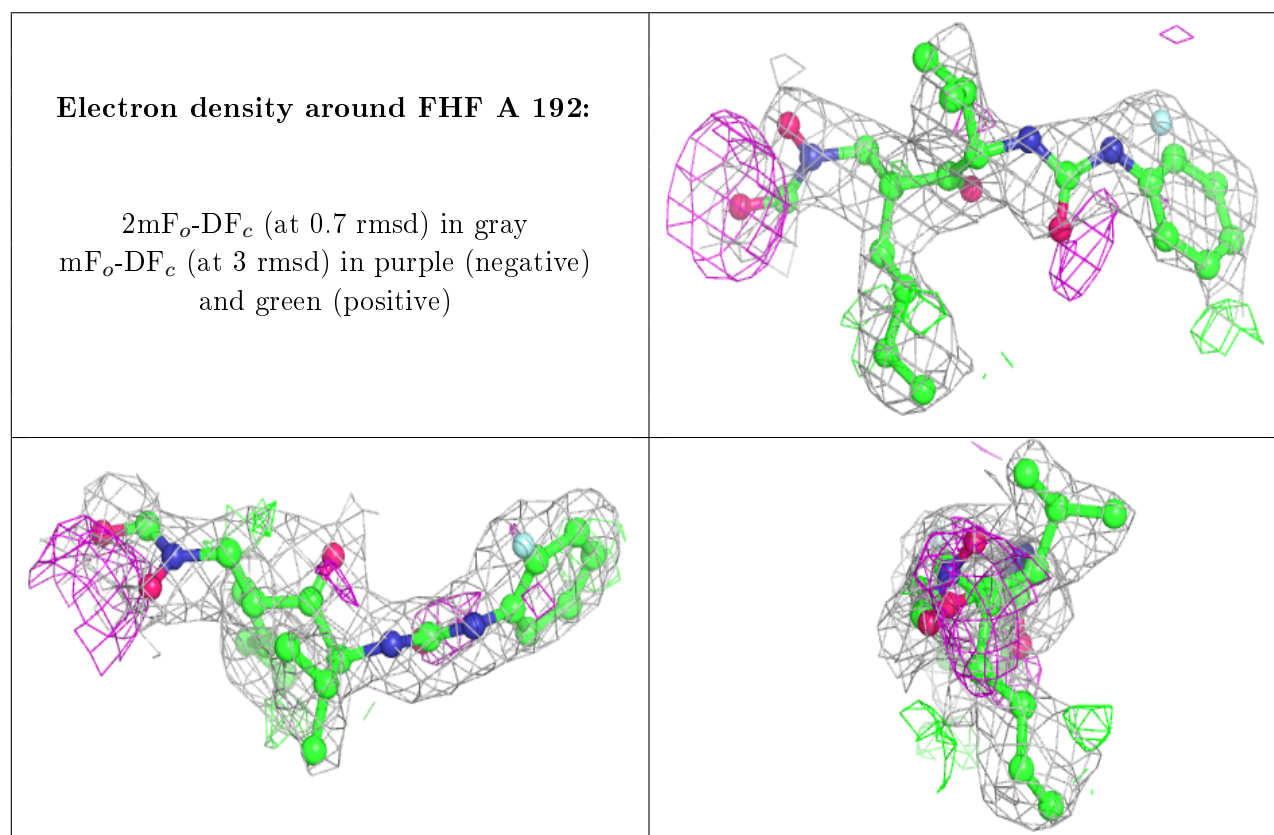 Electron density around FHF A 192:
2mFₒ-DF𝒸 (at 0.7 rmsd) in gray
mFₒ-DF𝒸 (at 3 rmsd) in purple (negative)
and green (positive)